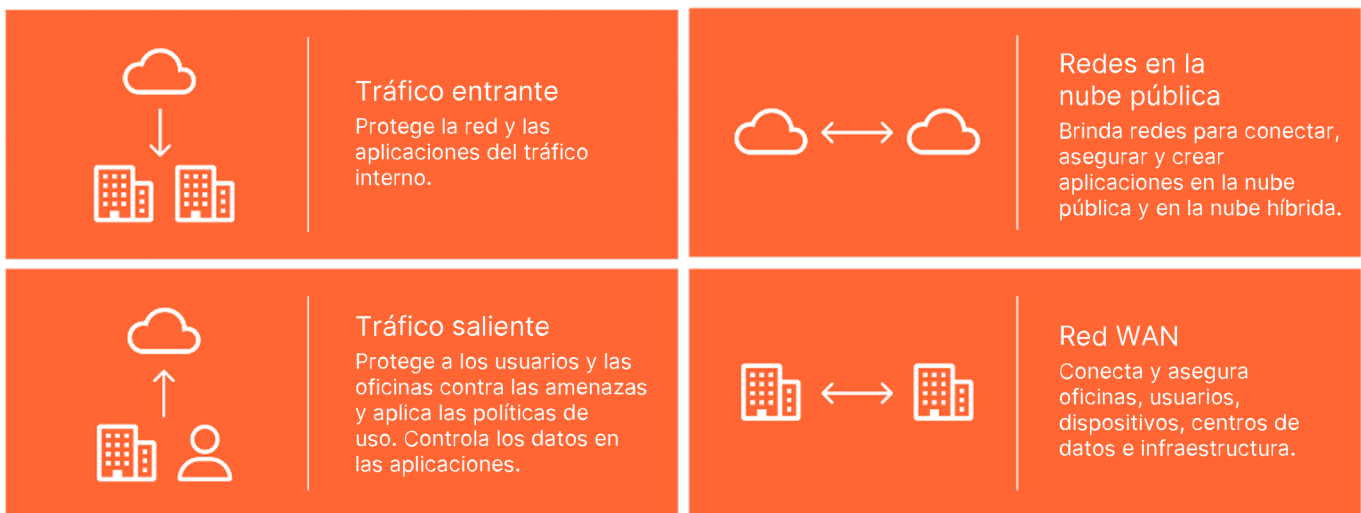 Tráfico entrante
Protege la red y las
aplicaciones del tráfico
interno.
Redes en la
nube pública
Brinda redes para conectar,
asegurar y crear
aplicaciones en la nube
pública y en la nube híbrida.
Tráfico saliente
Protege a los usuarios y las
oficinas contra las amenazas
y aplica las políticas de
uso. Controla los datos en
las aplicaciones.
Red WAN
Conecta y asegura
oficinas, usuarios,
dispositivos, centros de
datos e infraestructura.